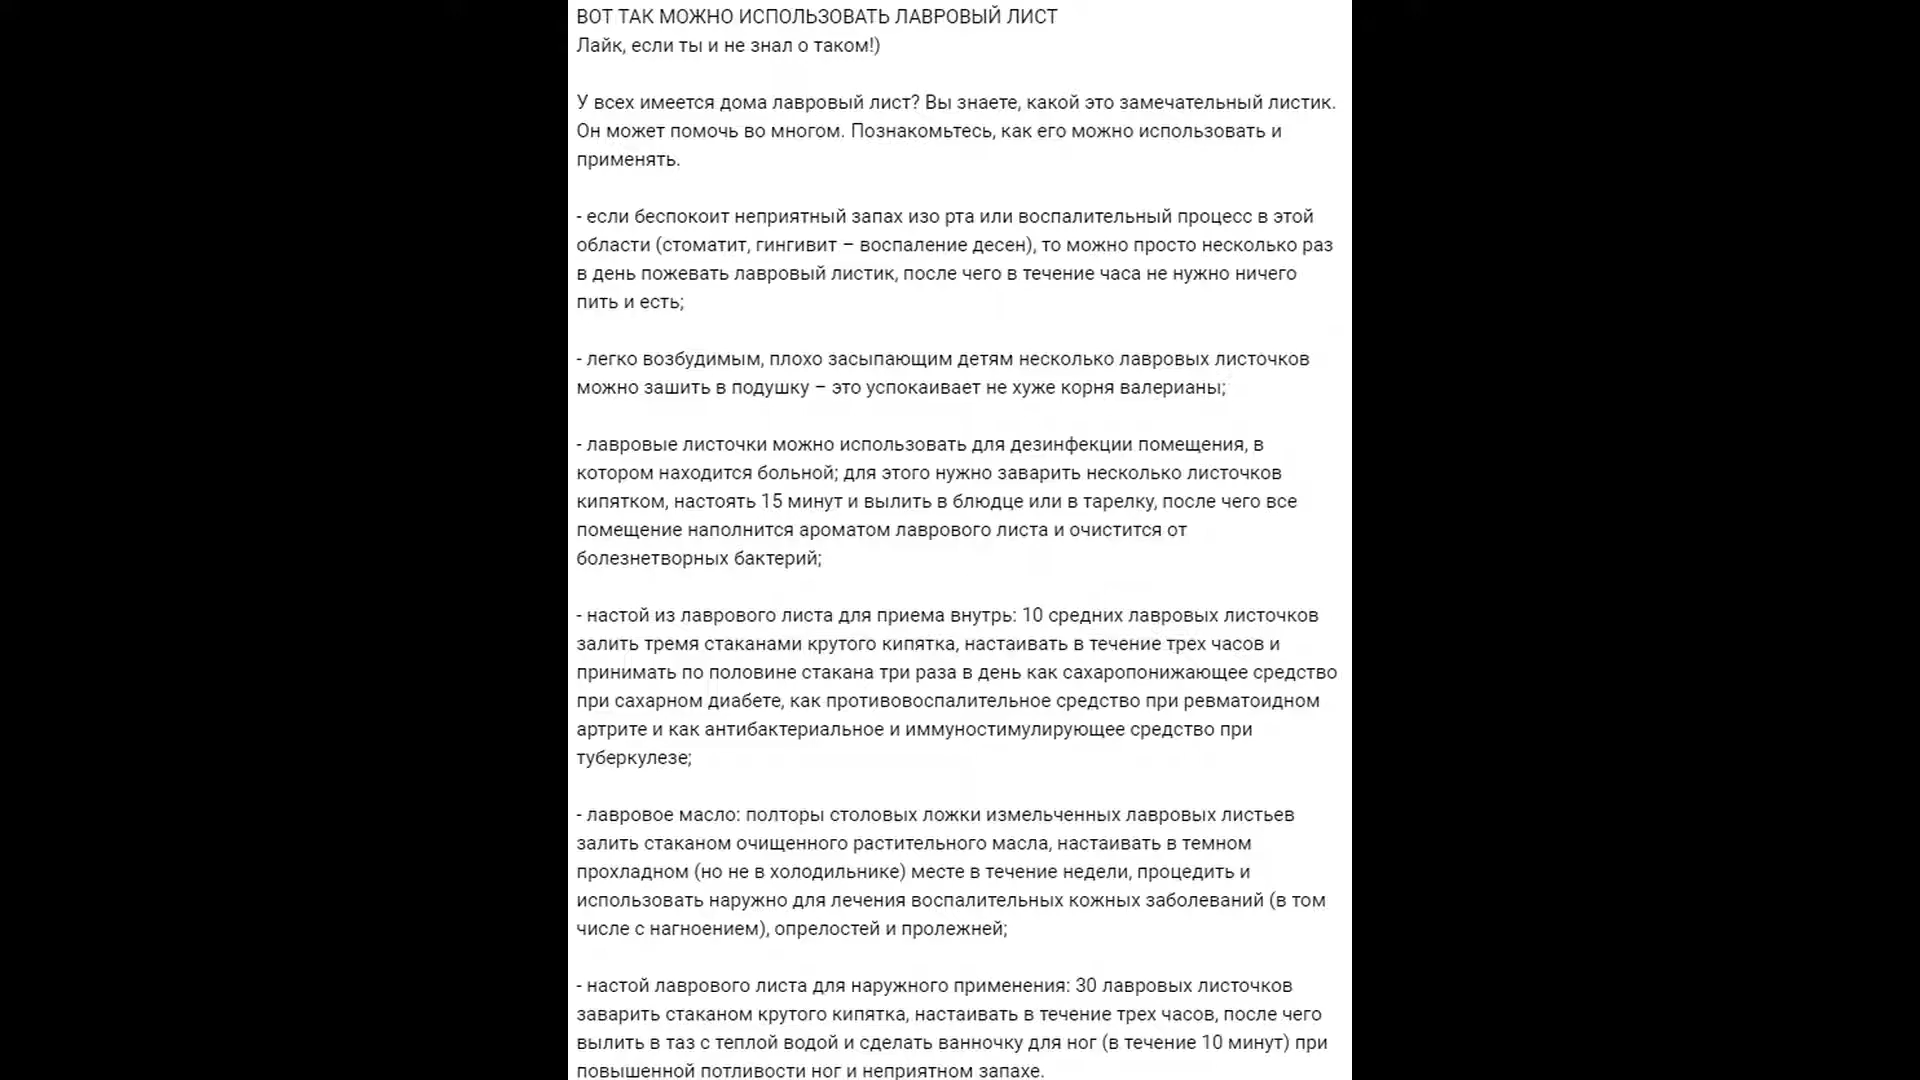 ВОТ ТАК МОЖНО ИСПОЛЬЗОВАТЬ ЛАВРОВЫЙ ЛИСТ
Лайк, если ты и не знал о таком!)
У всех имеется дома лавровый лист? Вы знаете, какой это замечательный листик.
Он может помочь во многом. Познакомьтесь, как его можно использовать и
применять.
- если беспокоит неприятный запах изо рта или воспалительный процесс в этой
области (стоматит, гингивит – воспаление десен), то можно просто несколько раз
в день пожевать лавровый листик, после чего в течение часа не нужно ничего
пить и есть;
- легко возбудимым, плохо засыпающим детям несколько лавровых листочков
можно зашить в подушку – это успокаивает не хуже корня валерианы;
- лавровые листочки можно использовать для дезинфекции помещения, в
котором находится больной; для этого нужно заварить несколько листочков
кипятком, настоять 15 минут и вылить в блюдце или в тарелку, после чего все
помещение наполнится ароматом лаврового листа и очистится от
болезнетворных бактерий;
- настой из лаврового листа для приема внутрь: 10 средних лавровых листочков
залить тремя стаканами крутого кипятка, настаивать в течение трех часов и
принимать по половине стакана три раза в день как сахаропонижающее средство
при сахарном диабете, как противовоспалительное средство при ревматоидном
артрите и как антибактериальное и иммуностимулирующее средство при
туберкулезе;
- лавровое масло: полторы столовых ложки измельченных лавровых листьев
залить стаканом очищенного растительного масла, настаивать в темном
прохладном (но не в холодильнике) месте в течение недели, процедить и
использовать наружно для лечения воспалительных кожных заболеваний (в том
числе с нагноением), опрелостей и пролежней;
- настой лаврового листа для наружного применения: 30 лавровых листочков
заварить стаканом крутого кипятка, настаивать в течение трех часов, после чего
вылить в таз с теплой водой и сделать ванночку для ног (в течение 10 минут) при
повышенной потливости ног и неприятном запахе.